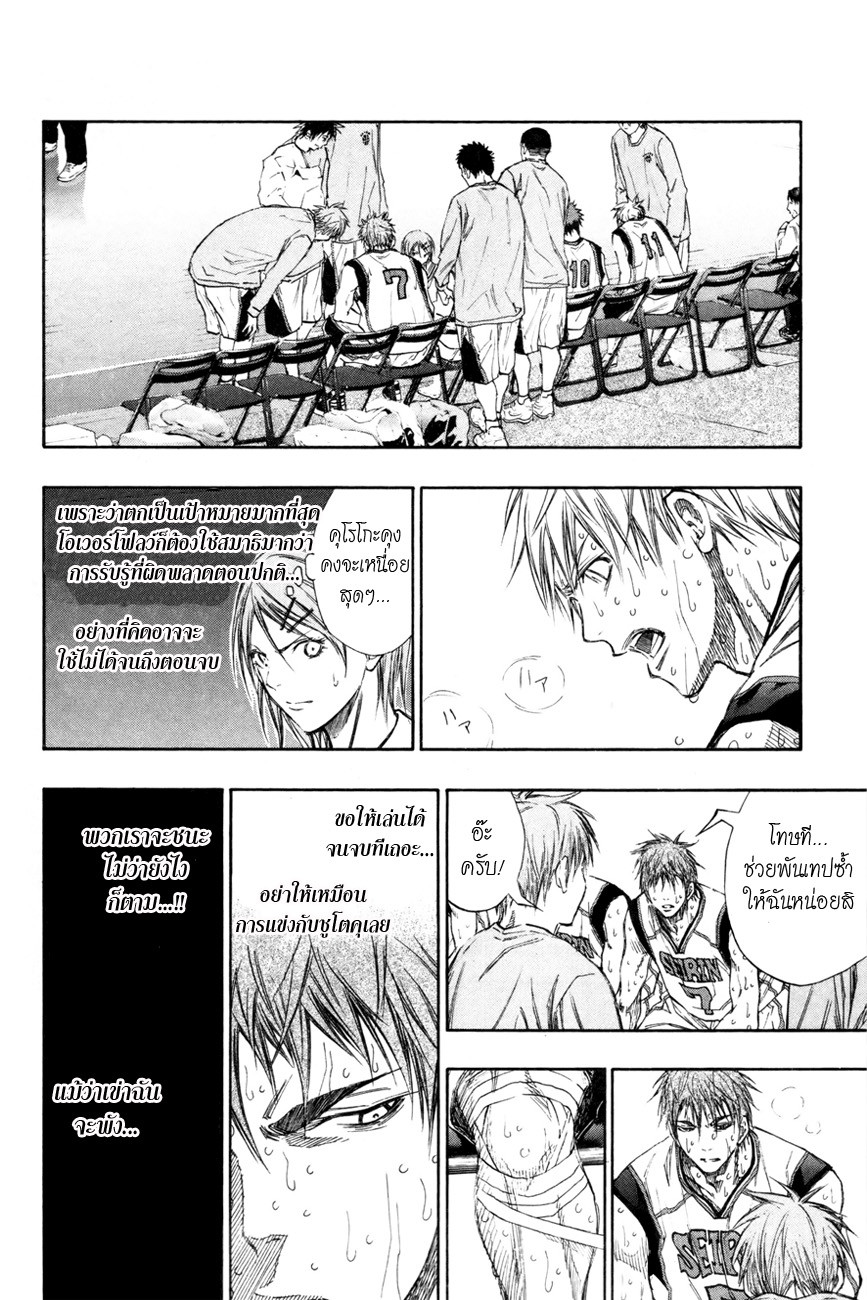 7
10
11
คุโรโกะคุง
คงจะเหนื่อย
สุดๆ...
เพราะว่าตกเป็นเป้าหมายมากที่สุด
โอเวอร์โฟลว์ก็ต้องใช้สมาธิมากกว่า
การรับรู้ที่ผิดพลาดตอนปกติ...
อย่างที่คิดอาจจะ
ใช้ไม่ได้จนถึงตอนจบ
ハァ
ハァ
โทษที...
ช่วยพันเทปซ้ำ
ให้ฉันหน่อยสิ
อ๊ะ
ครับ!
SEIRIN
7
SEIRI
ขอให้เล่นได้
จนจบทีเถอะ...
อย่าให้เหมือน
การแข่งกับชูโตคุเลย
พวกเราจะชนะ
ไม่ว่ายังไง
ก็ตาม...!!
แม้ว่าเข่าฉัน
จะพัง...